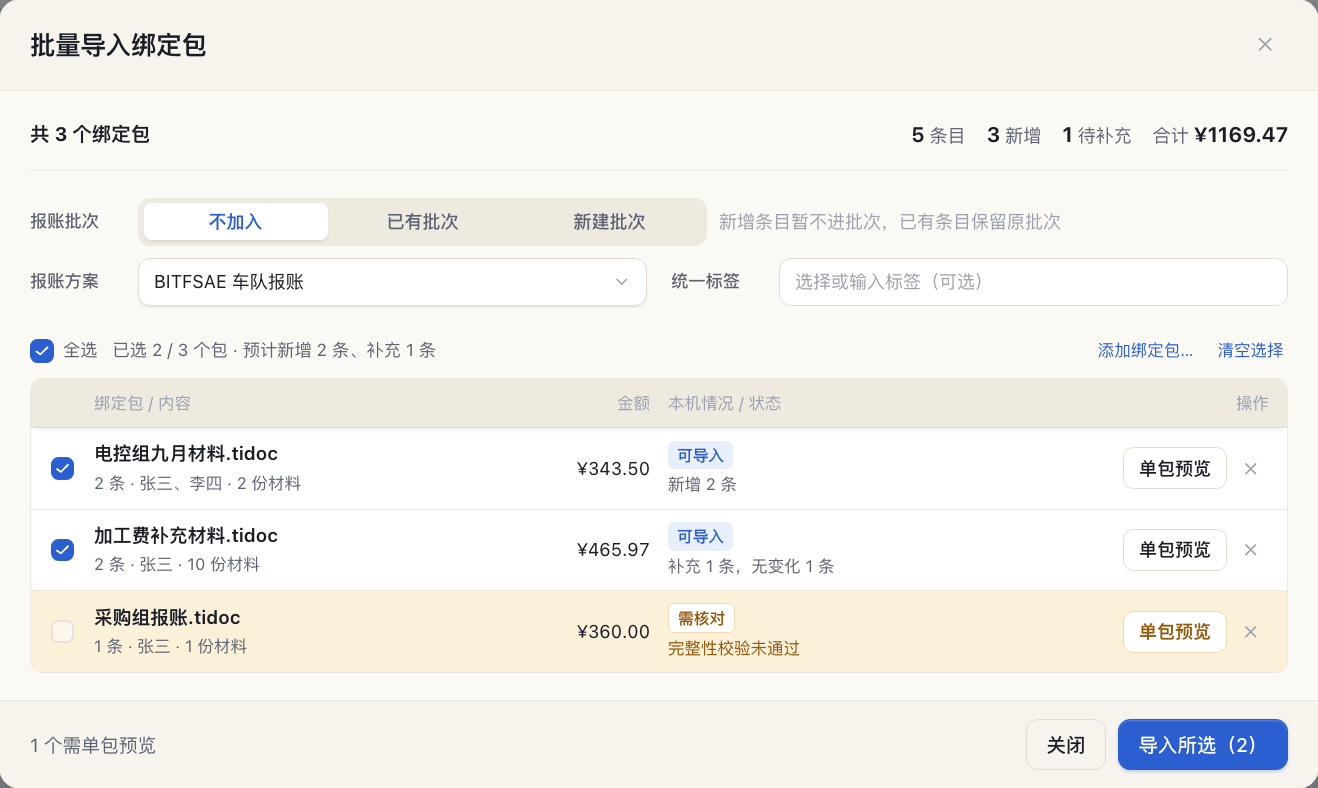 批量导入绑定包
共 3 个绑定包
5 条目 3 新增 1 待补充 合计 ¥1169.47
报账批次 不加入 已有批次 新建批次 新增条目暂不进批次，已有条目保留原批次
报账方案 BITFSAE 车队报账 统一标签 选择或输入标签（可选）
全选 已选 2 / 3 个包 · 预计新增 2 条、补充 1 条 添加绑定包... 清空选择
绑定包 / 内容 金额 本机情况 / 状态 操作
电控组九月材料.tidoc
2 条 · 张三、李四 · 2 份材料
¥343.50
可导入
新增 2 条
单包预览
加工费补充材料.tidoc
2 条 · 张三 · 10 份材料
¥465.97
可导入
补充 1 条，无变化 1 条
单包预览
采购组报账.tidoc
1 条 · 张三 · 1 份材料
¥360.00
需核对
完整性校验未通过
单包预览
1 个需单包预览 关闭 导入所选（2）